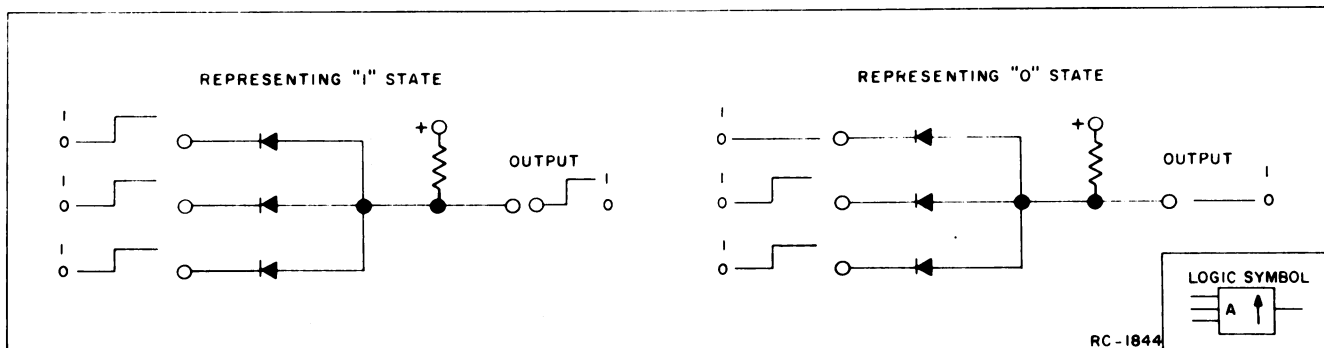 REPRESENTING "1" STATE
1
0
1
0
1
0
+
OUTPUT
1
0
REPRESENTING "0" STATE
1
0
1
0
1
0
+
OUTPUT
1
0
LOGIC SYMBOL
A
RC-1844